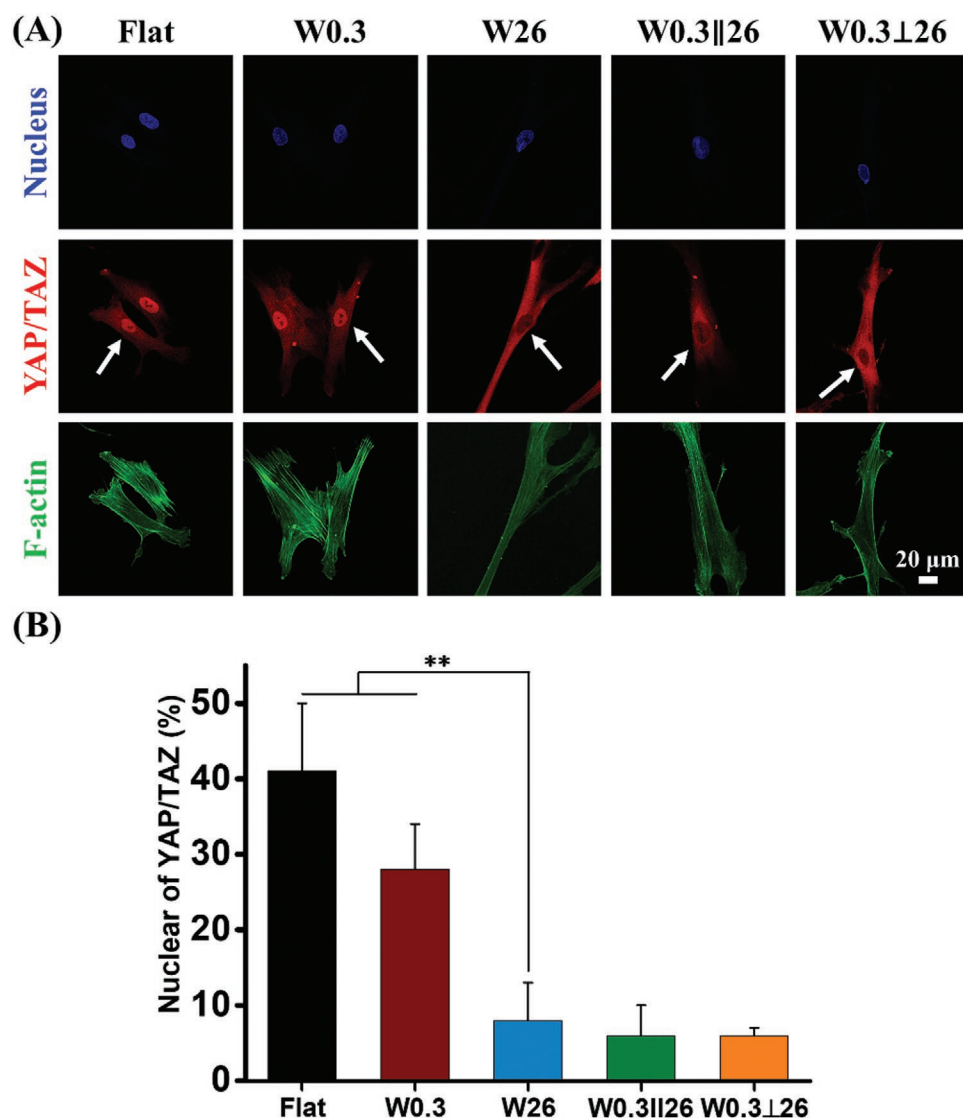 (A)
Flat W0.3 W26 W0.3∥26 W0.3⊥26
Nucleus
YAP/TAZ
F-actin
20 μm
(B)
**
Nuclear of YAP/TAZ (%)
50
40
30
20
10
0
Flat W0.3 W26 W0.3∥26 W0.3⊥26